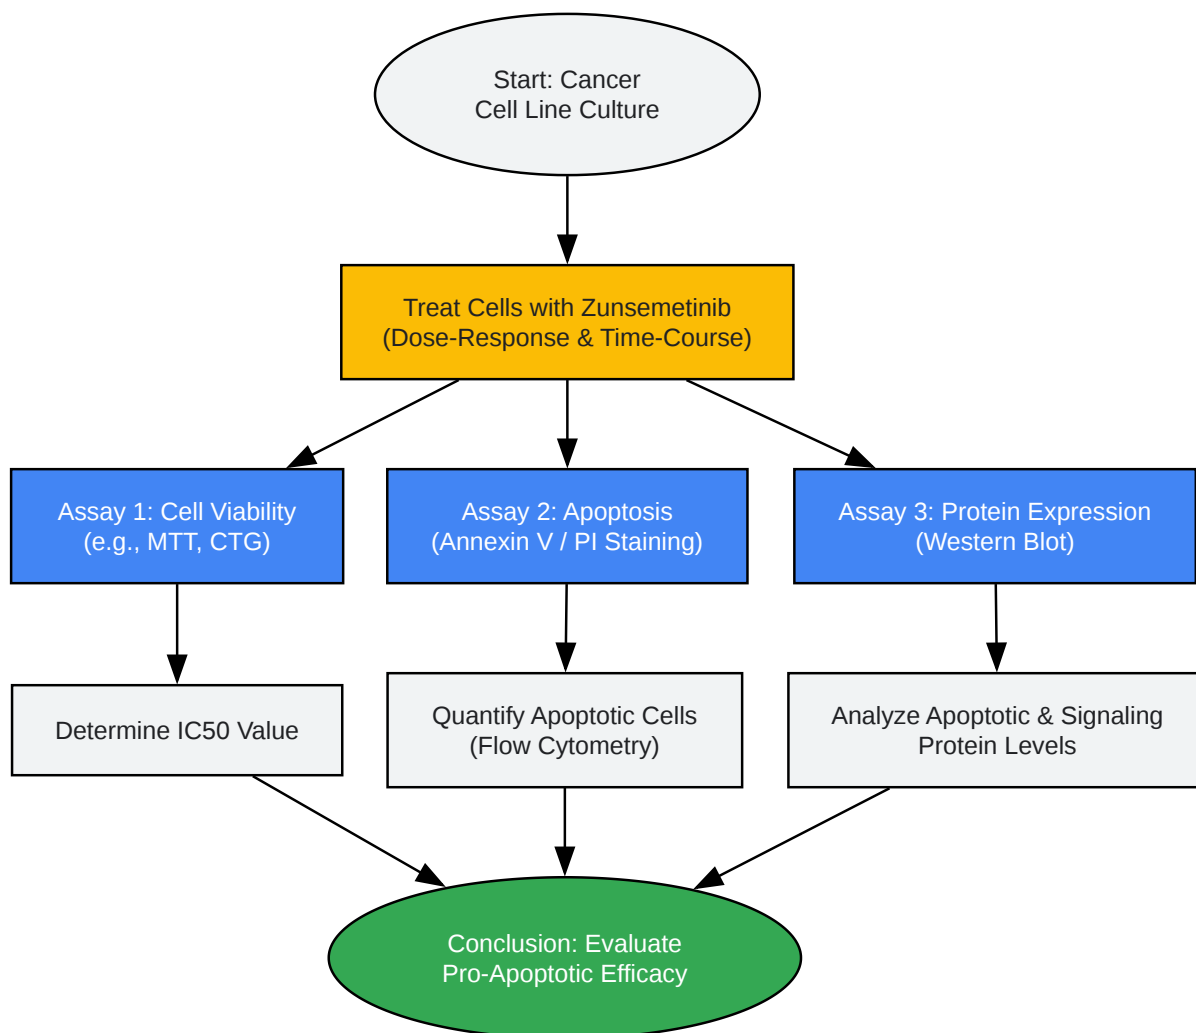 Start: Cancer
Cell Line Culture
Treat Cells with Zunsemetinib
(Dose-Response & Time-Course)
Assay 1: Cell Viability
(e.g., MTT, CTG)
Assay 2: Apoptosis
(Annexin V / PI Staining)
Assay 3: Protein Expression
(Western Blot)
Determine IC50 Value
Quantify Apoptotic Cells
(Flow Cytometry)
Analyze Apoptotic & Signaling
Protein Levels
Conclusion: Evaluate
Pro-Apoptotic Efficacy